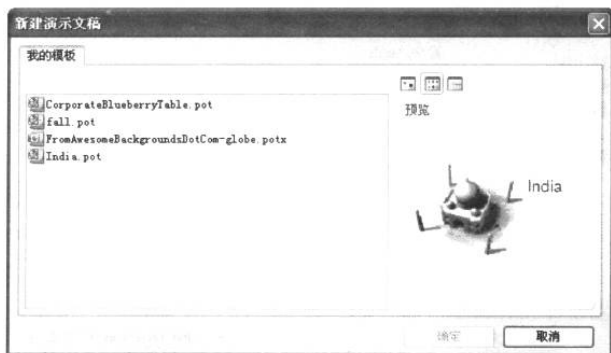 新建演示文稿
我的模板
CorporateBlueberryTable.pot
fall.pot
FromAwesomeBackgroundsDotCom-globe.potx
India.pot
预览
India
确定
取消